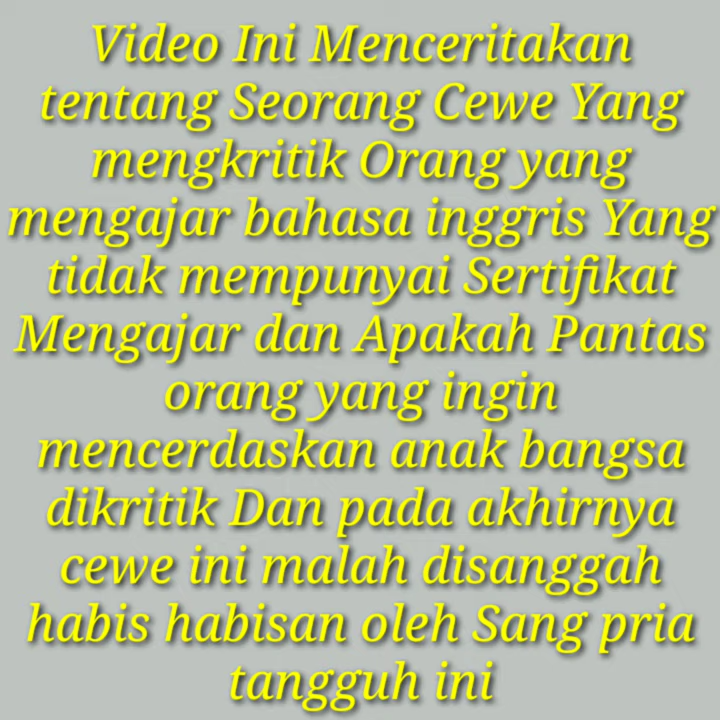 Video Ini Menceritakan
tentang Seorang Cewe Yang
mengkritik Orang yang
mengajar bahasa inggris Yang
tidak mempunyai Sertifikat
Mengajar dan Apakah Pantas
orang yang ingin
mencerdaskan anak bangsa
dikritik Dan pada akhirnya
cewe ini malah disanggah
habis habisan oleh Sang pria
tangguh ini